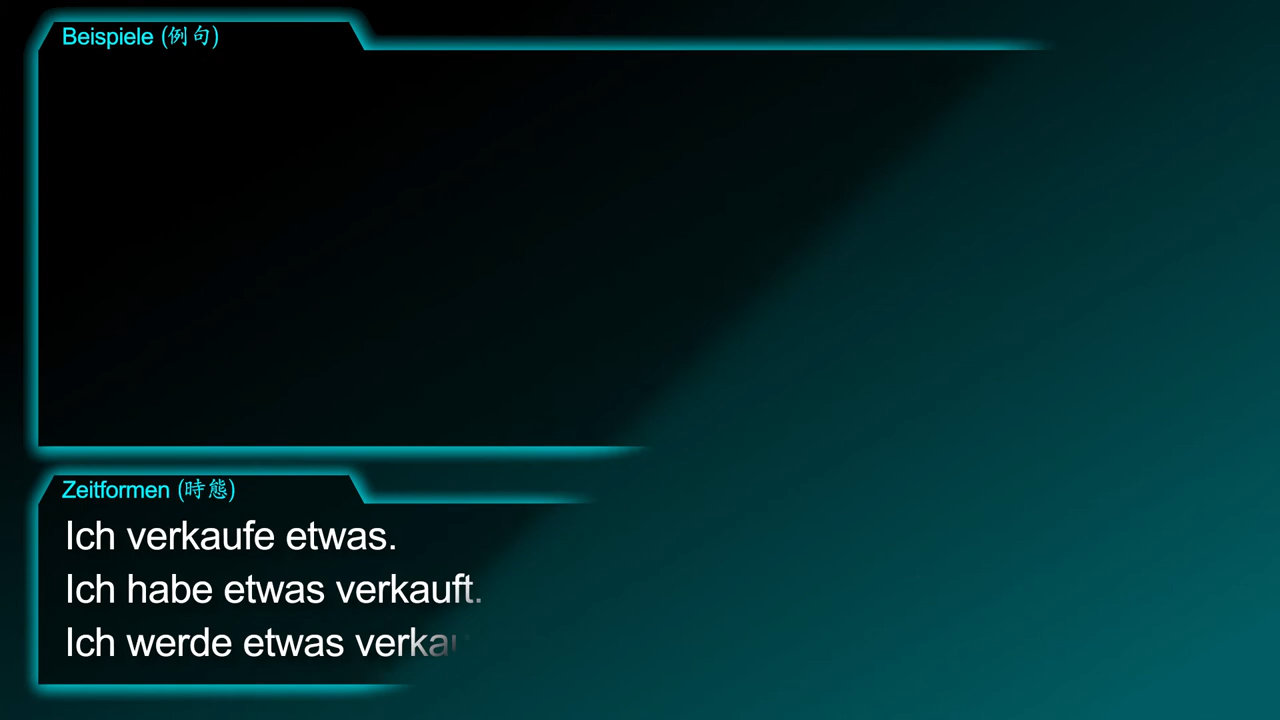 Beispiele (例句)
Zeitformen (時態)
Ich verkaufe etwas.
Ich habe etwas verkauft.
Ich werde etwas